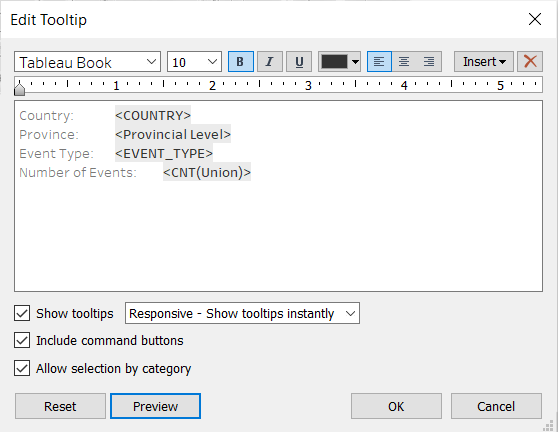 Edit Tooltip
Tableau Book 10 B I U Insert
1 2 3 4 5
Country: <COUNTRY>
Province: <Provincial Level>
Event Type: <EVENT_TYPE>
Number of Events: <CNT(Union)>
Show tooltips Responsive - Show tooltips instantly
Include command buttons
Allow selection by category
Reset Preview OK Cancel